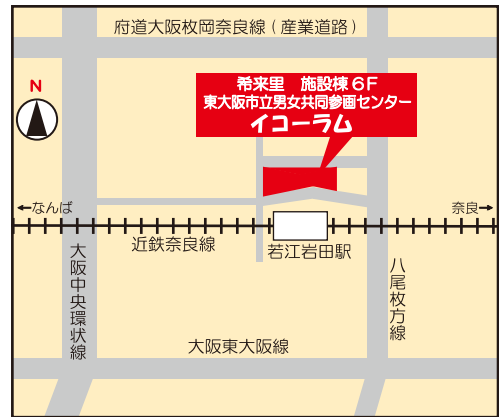 府道大阪枚岡奈良線（産業道路）
N
希来里 施設棟6F
東大阪市立男女共同参画センター
イコーラム
←なんば
奈良→
近鉄奈良線
若江岩田駅
大阪中央環状線
八尾枚方線
大阪東大阪線